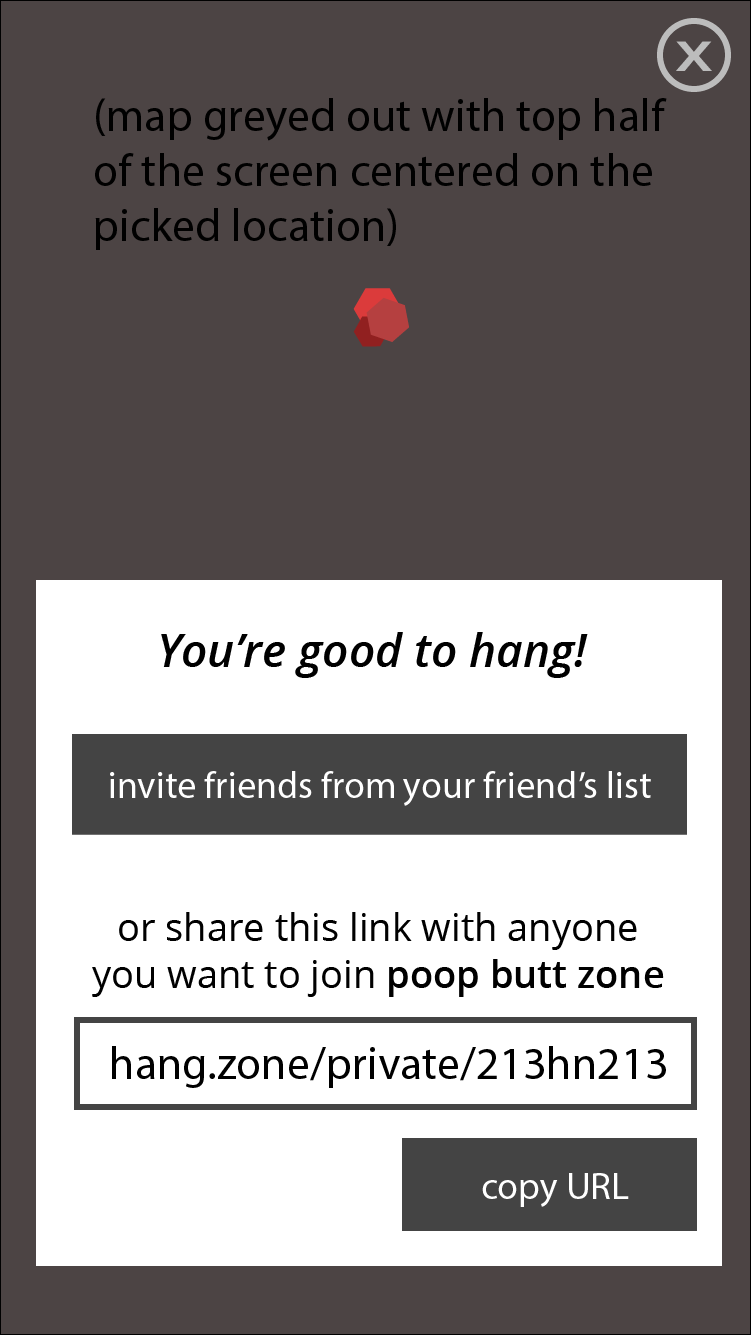 X
(map greyed out with top half
of the screen centered on the
picked location)
You’re good to hang!
invite friends from your friend’s list
or share this link with anyone
you want to join poop butt zone
hang.zone/private/213hn213
copy URL